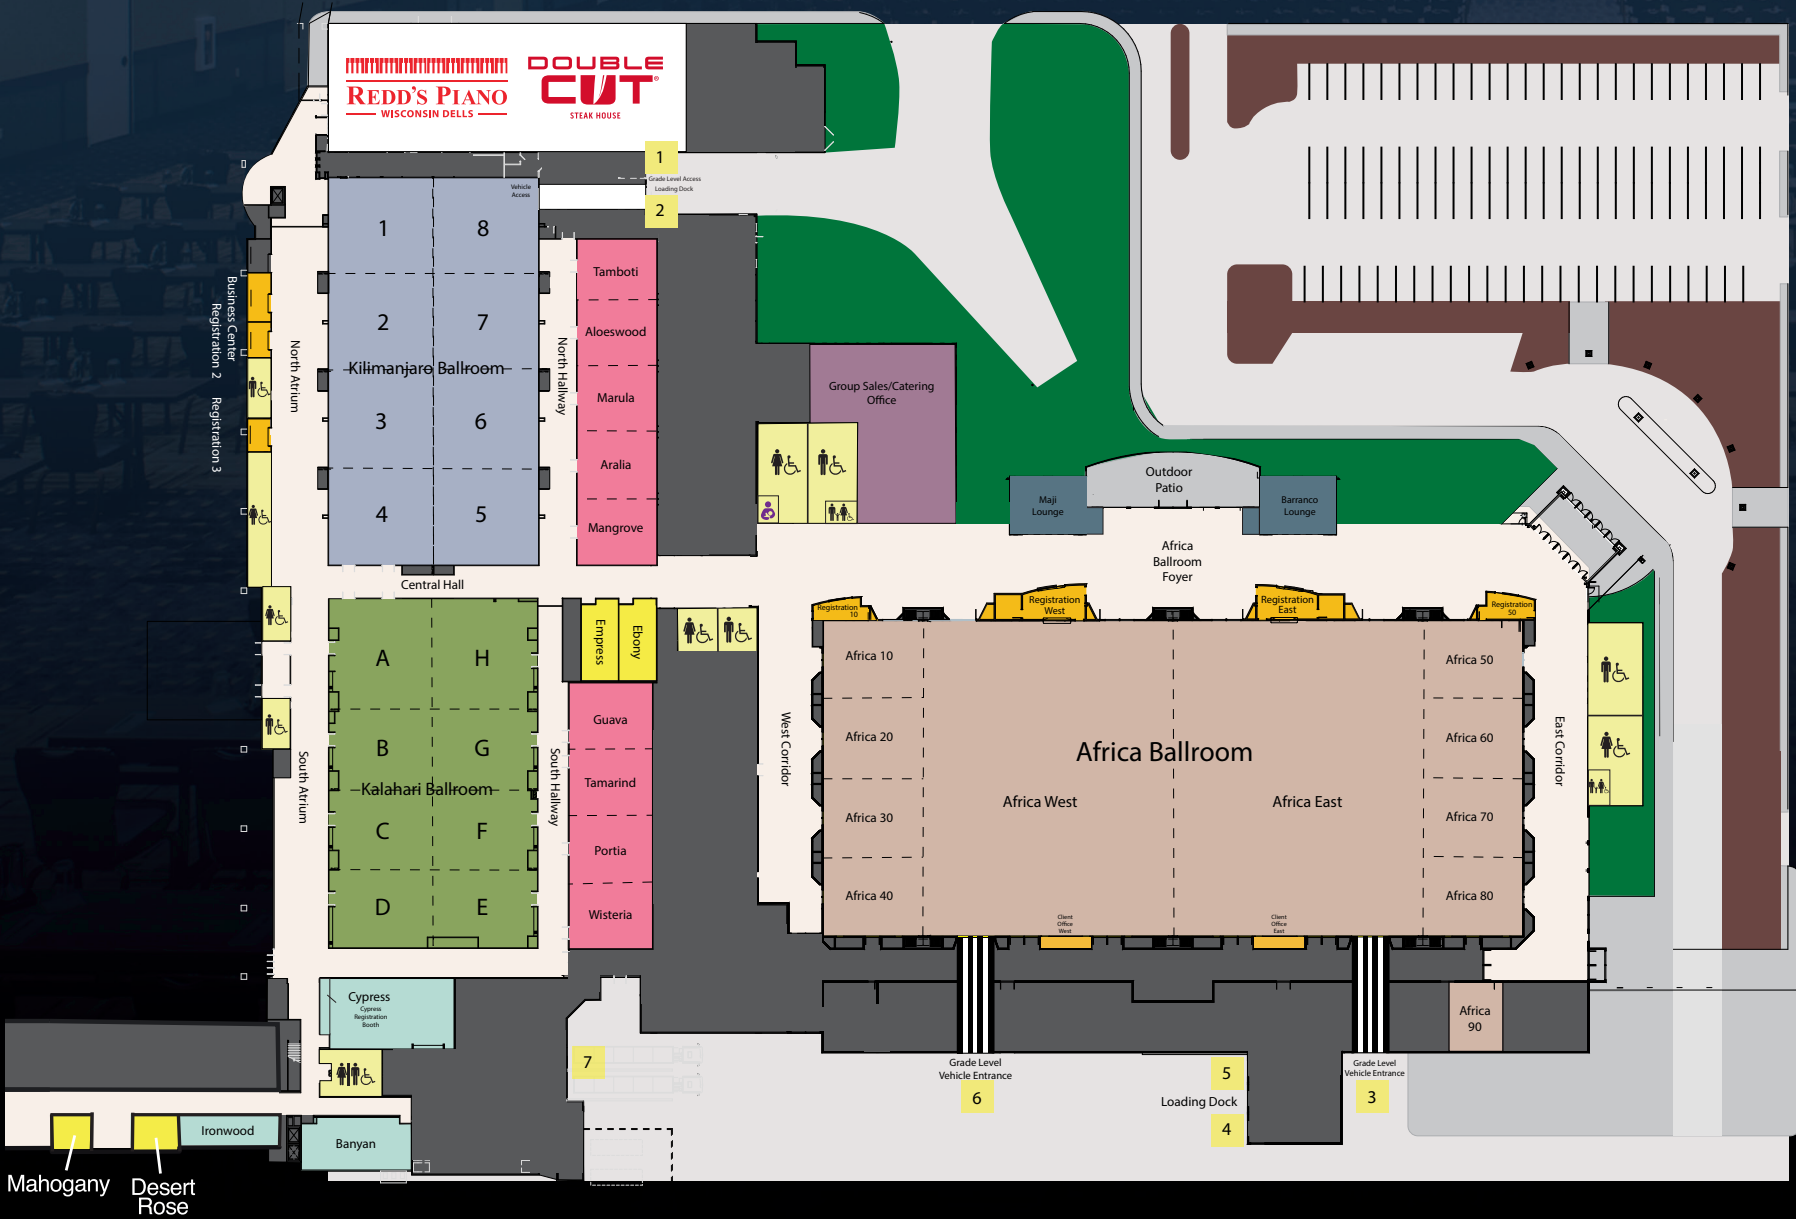 REDD'S PIANO
WISCONSIN DELLS
DOUBLE
CUT®
STEAK HOUSE
1
Grade Level Access
Loading Dock
2
Vehicle
Access
1
8
2
7
Kilimanjaro Ballroom
3
6
4
5
Business Center
Registration 2
Registration 3
North Atrium
North Hallway
Tamboti
Aloeswood
Marula
Aralia
Mangrove
Group Sales/Catering
Office
Maji
Lounge
Outdoor
Patio
Barranco
Lounge
Africa
Ballroom
Foyer
Central Hall
Empress
Ebony
Registration
10
Registration
West
Registration
East
Registration
50
A
H
B
G
Kalahari Ballroom
C
F
D
E
South Atrium
South Hallway
Guava
Tamarind
Portia
Wisteria
West Corridor
Africa 10
Africa 20
Africa 30
Africa 40
Africa Ballroom
Africa West
Africa East
Africa 50
Africa 60
Africa 70
Africa 80
East Corridor
Client
Office
West
Client
Office
East
Cypress
Cypress
Registration
Booth
Africa
90
7
Grade Level
Vehicle Entrance
6
5
Loading Dock
4
Grade Level
Vehicle Entrance
3
Ironwood
Banyan
Mahogany
Desert
Rose